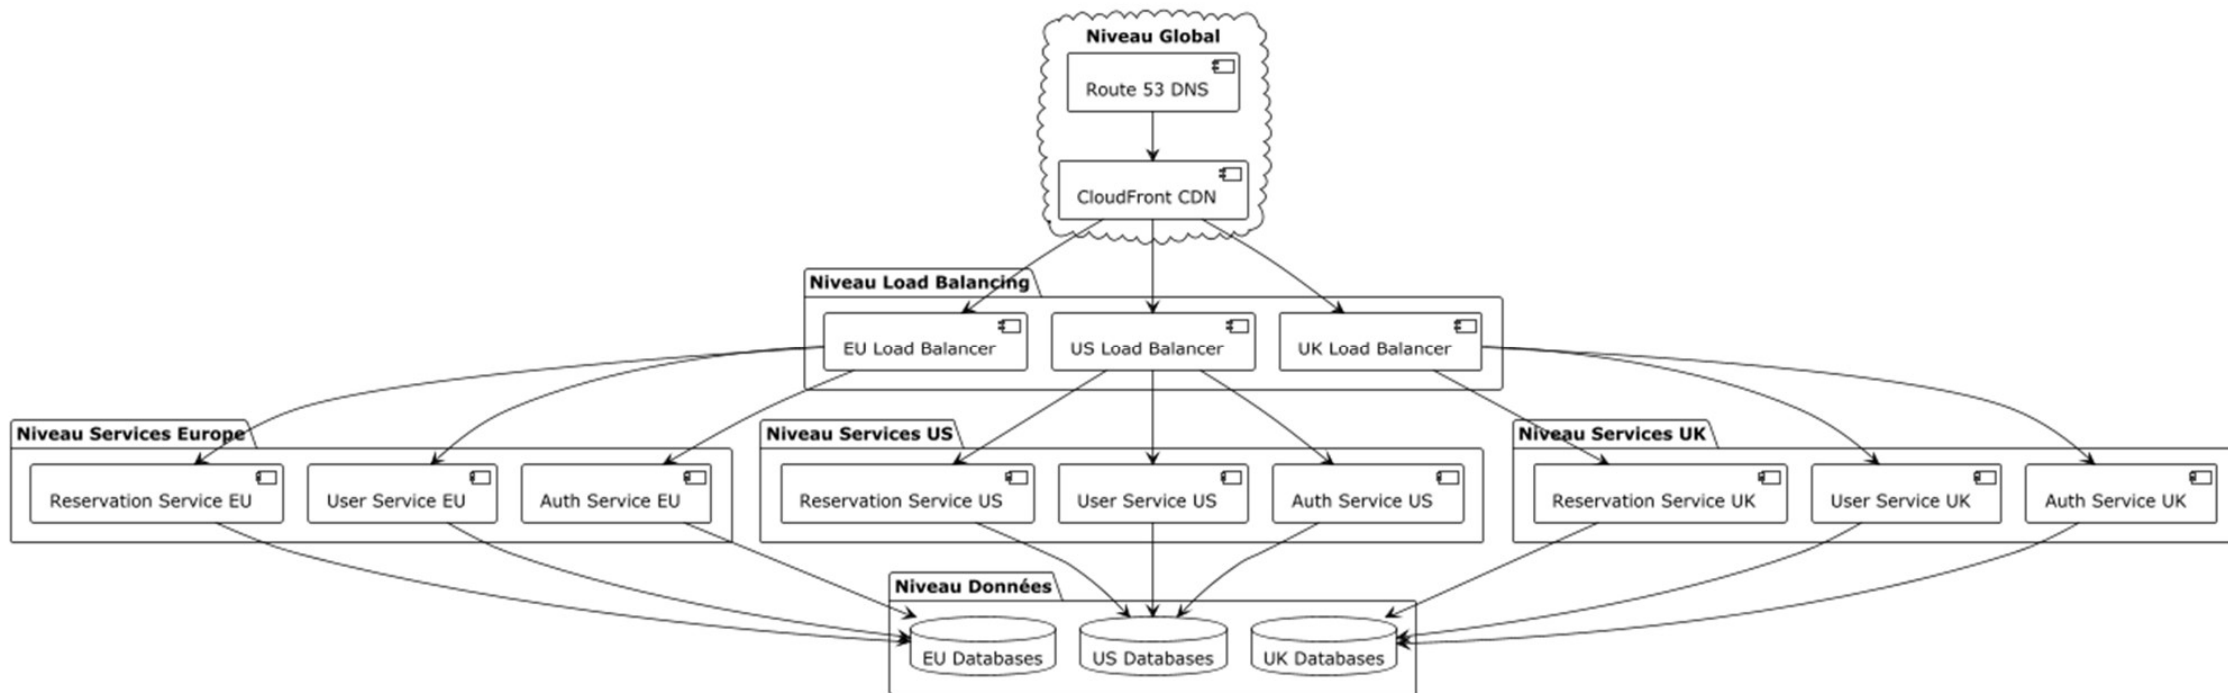 Niveau Global
Route 53 DNS
CloudFront CDN
Niveau Load Balancing
EU Load Balancer
US Load Balancer
UK Load Balancer
Niveau Services Europe
Niveau Services US
Niveau Services UK
Reservation Service EU
User Service EU
Auth Service EU
Reservation Service US
User Service US
Auth Service US
Reservation Service UK
User Service UK
Auth Service UK
Niveau Données
EU Databases
US Databases
UK Databases